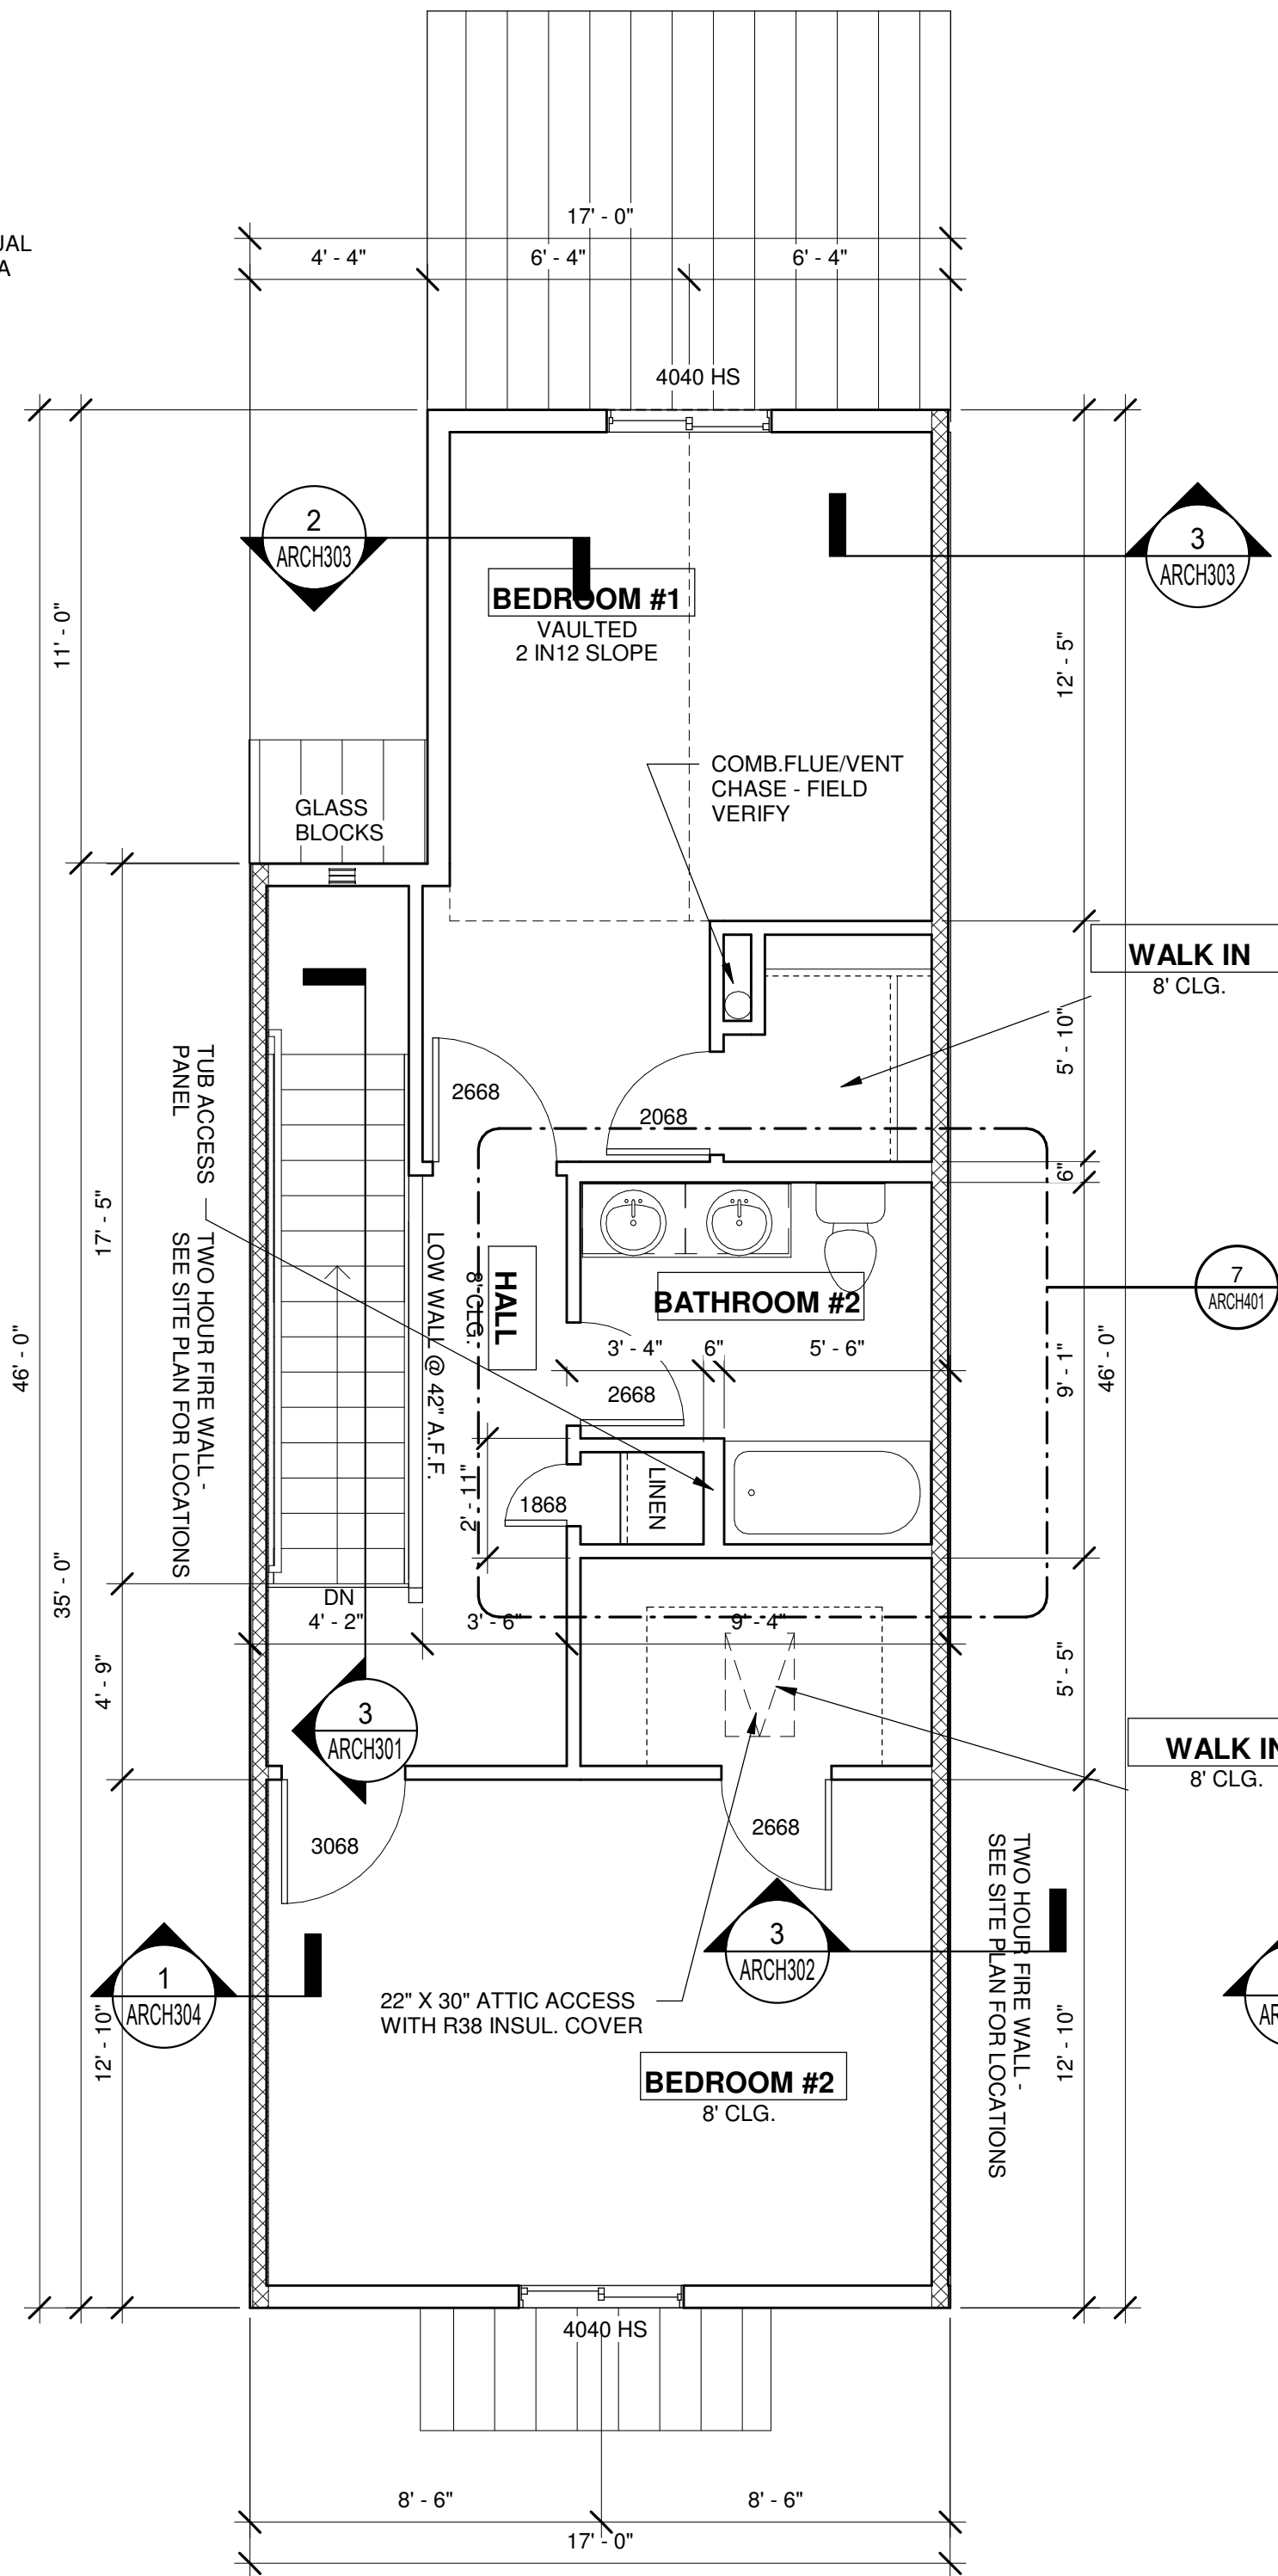 UAL
A
17' - 0"
4' - 4"
6' - 4"
6' - 4"
4040 HS
2
ARCH303
3
ARCH303
BEDROOM #1
VAULTED
2 IN12 SLOPE
11' - 0"
12' - 5"
COMB.FLUE/VENT
CHASE - FIELD
VERIFY
GLASS
BLOCKS
WALK IN
8' CLG.
5' - 10"
TUB ACCESS
PANEL
2668
2068
6"
17' - 5"
TWO HOUR FIRE WALL -
SEE SITE PLAN FOR LOCATIONS
LOW WALL @ 42" A.F.F.
HALL
8' CLG.
BATHROOM #2
7
ARCH401
3' - 4"
6"
5' - 6"
46' - 0"
9' - 1"
46' - 0"
2668
2' - 11"
1868
LINEN
35' - 0"
DN
4' - 2"
3' - 6"
9' - 4"
4' - 9"
5' - 5"
3
ARCH301
WALK IN
8' CLG.
3068
2668
TWO HOUR FIRE WALL -
SEE SITE PLAN FOR LOCATIONS
3
ARCH302
1
ARCH304
AR
12' - 10"
22" X 30" ATTIC ACCESS
WITH R38 INSUL. COVER
12' - 10"
BEDROOM #2
8' CLG.
4040 HS
8' - 6"
8' - 6"
17' - 0"